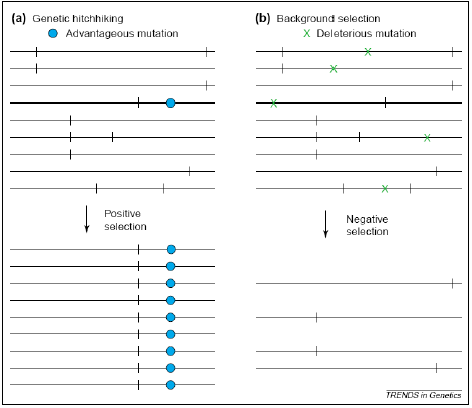 (a) Genetic hitchhiking
Advantageous mutation
Positive
selection
(b) Background selection
X Deleterious mutation
Negative
selection
TRENDS in Genetics